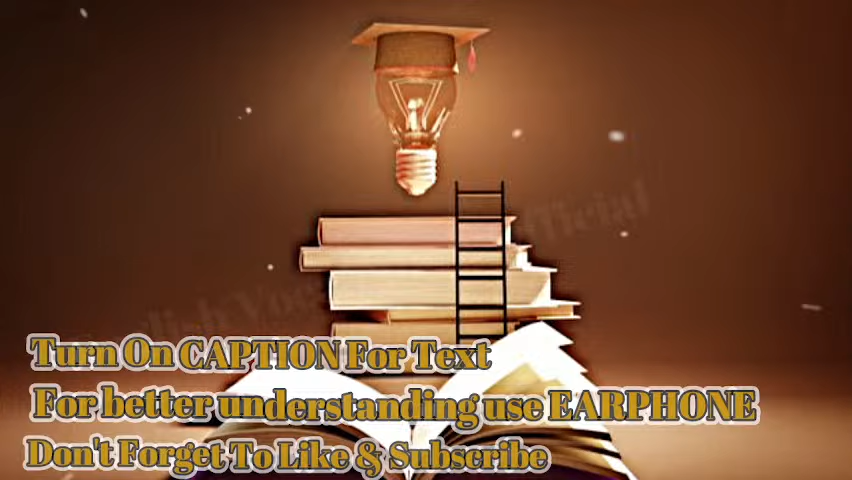 Turn On CAPTION For Text
For better understanding use EARPHONE
Don't Forget To Like & Subscribe